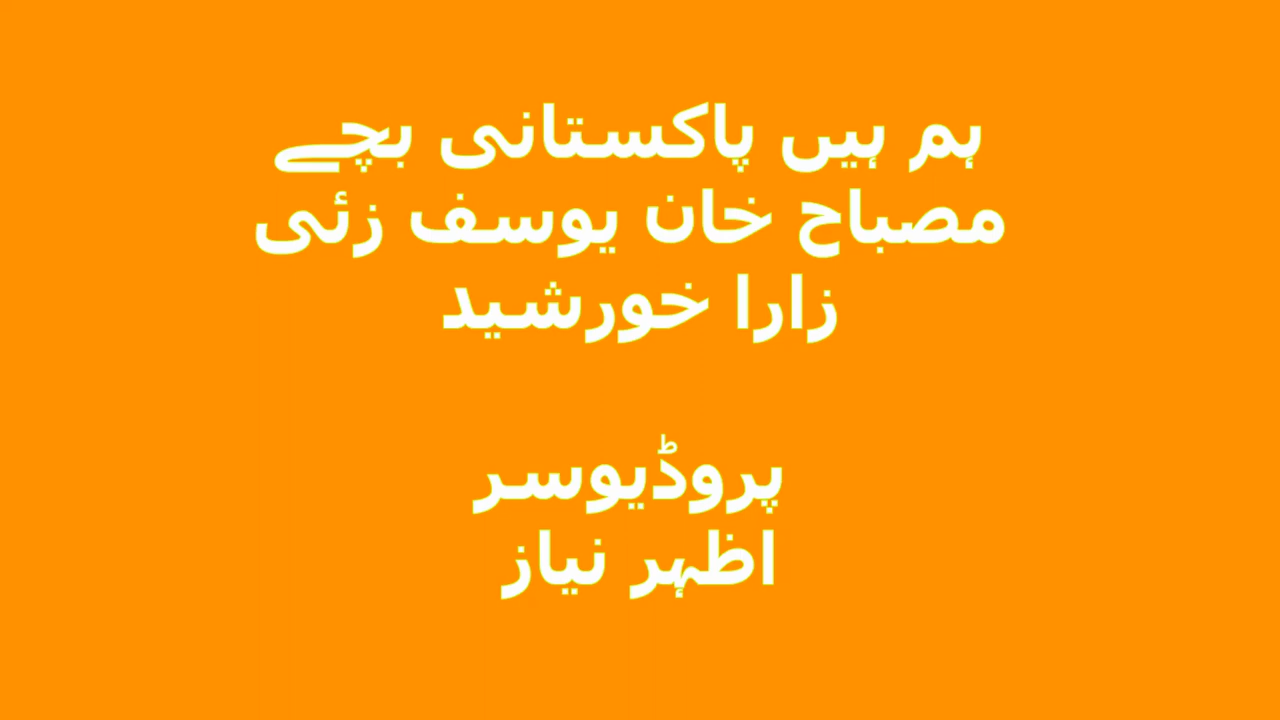 ہم ہیں پاکستانی بچے
مصباح خان یوسف زئی
زارا خورشید
پروڈیوسر
اظہر نیاز